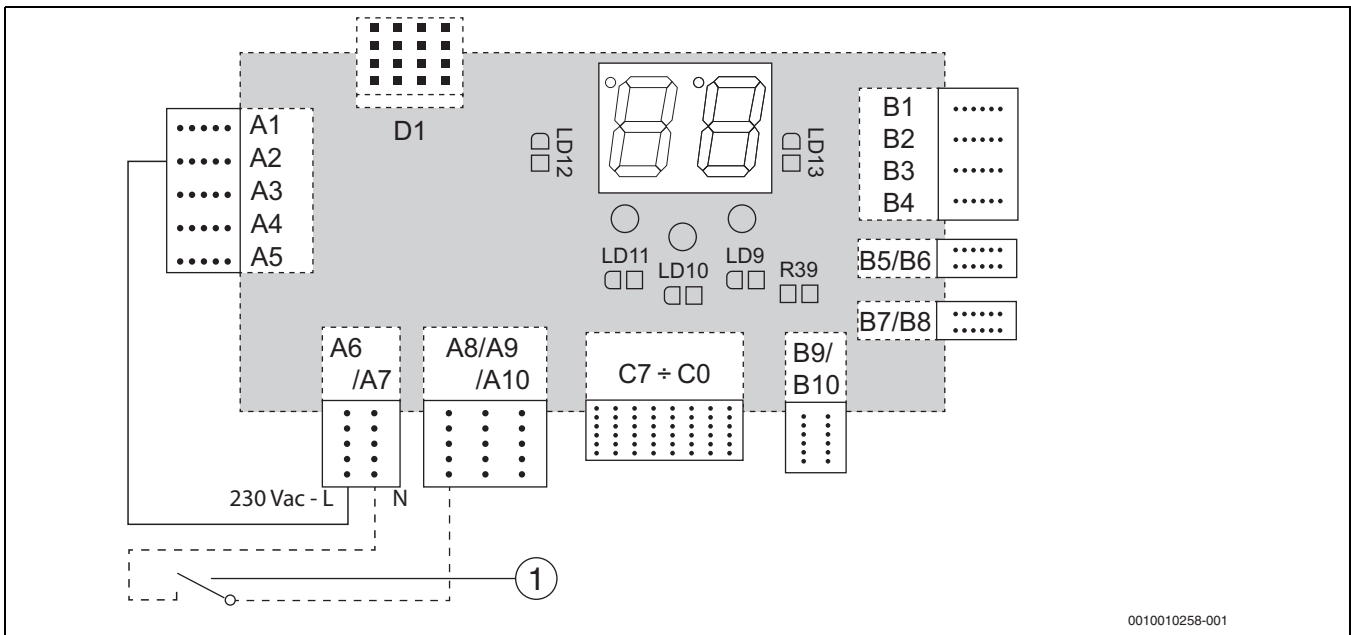 D1
A1
A2
A3
A4
A5
LD12
LD13
B1
B2
B3
B4
LD11
LD10
LD9
R39
B5/B6
B7/B8
A6
/A7
A8/A9
/A10
C7 ÷ C0
B9/
B10
230 Vac - L
N
1
0010010258-001